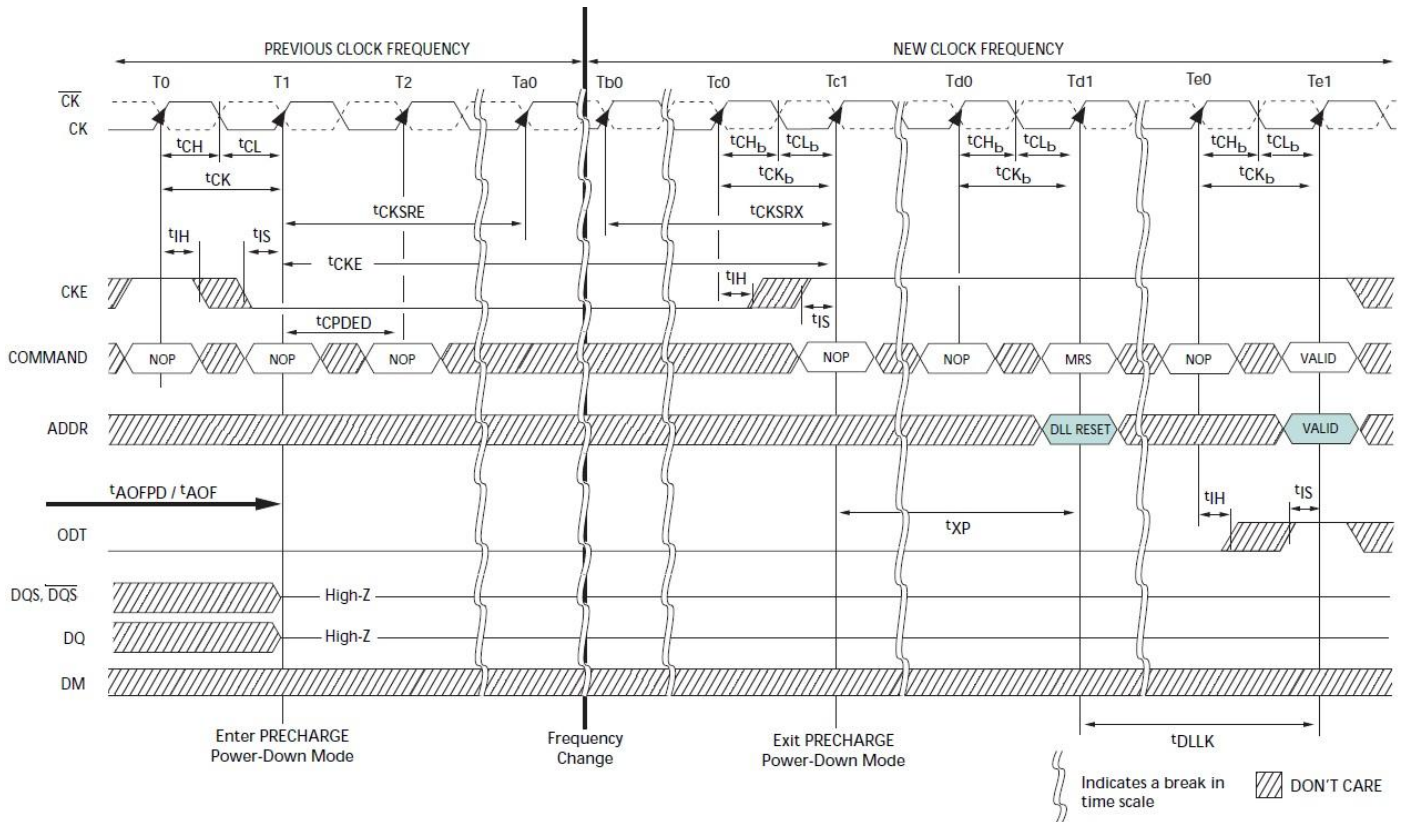 PREVIOUS CLOCK FREQUENCY
NEW CLOCK FREQUENCY
T0 T1 T2 Ta0 Tb0 Tc0 Tc1 Td0 Td1 Te0 Te1
CK
CK
tCH tCL tCHb tCLb tCHb tCLb tCHb tCLb
tCK tCKb tCKb tCKb
tCKSRE tCKSRX
tIH tIS tCKE tIH
CKE
tIS
tCPDED
COMMAND NOP NOP NOP NOP NOP MRS NOP VALID
ADDR DLL RESET VALID
tAOFPD / tAOF
tIH tIS
ODT tXP
DQS, DQS High-Z
DQ High-Z
DM
Enter PRECHARGE
Power-Down Mode
Frequency
Change
Exit PRECHARGE
Power-Down Mode
tDLLK
Indicates a break in
time scale
DON'T CARE